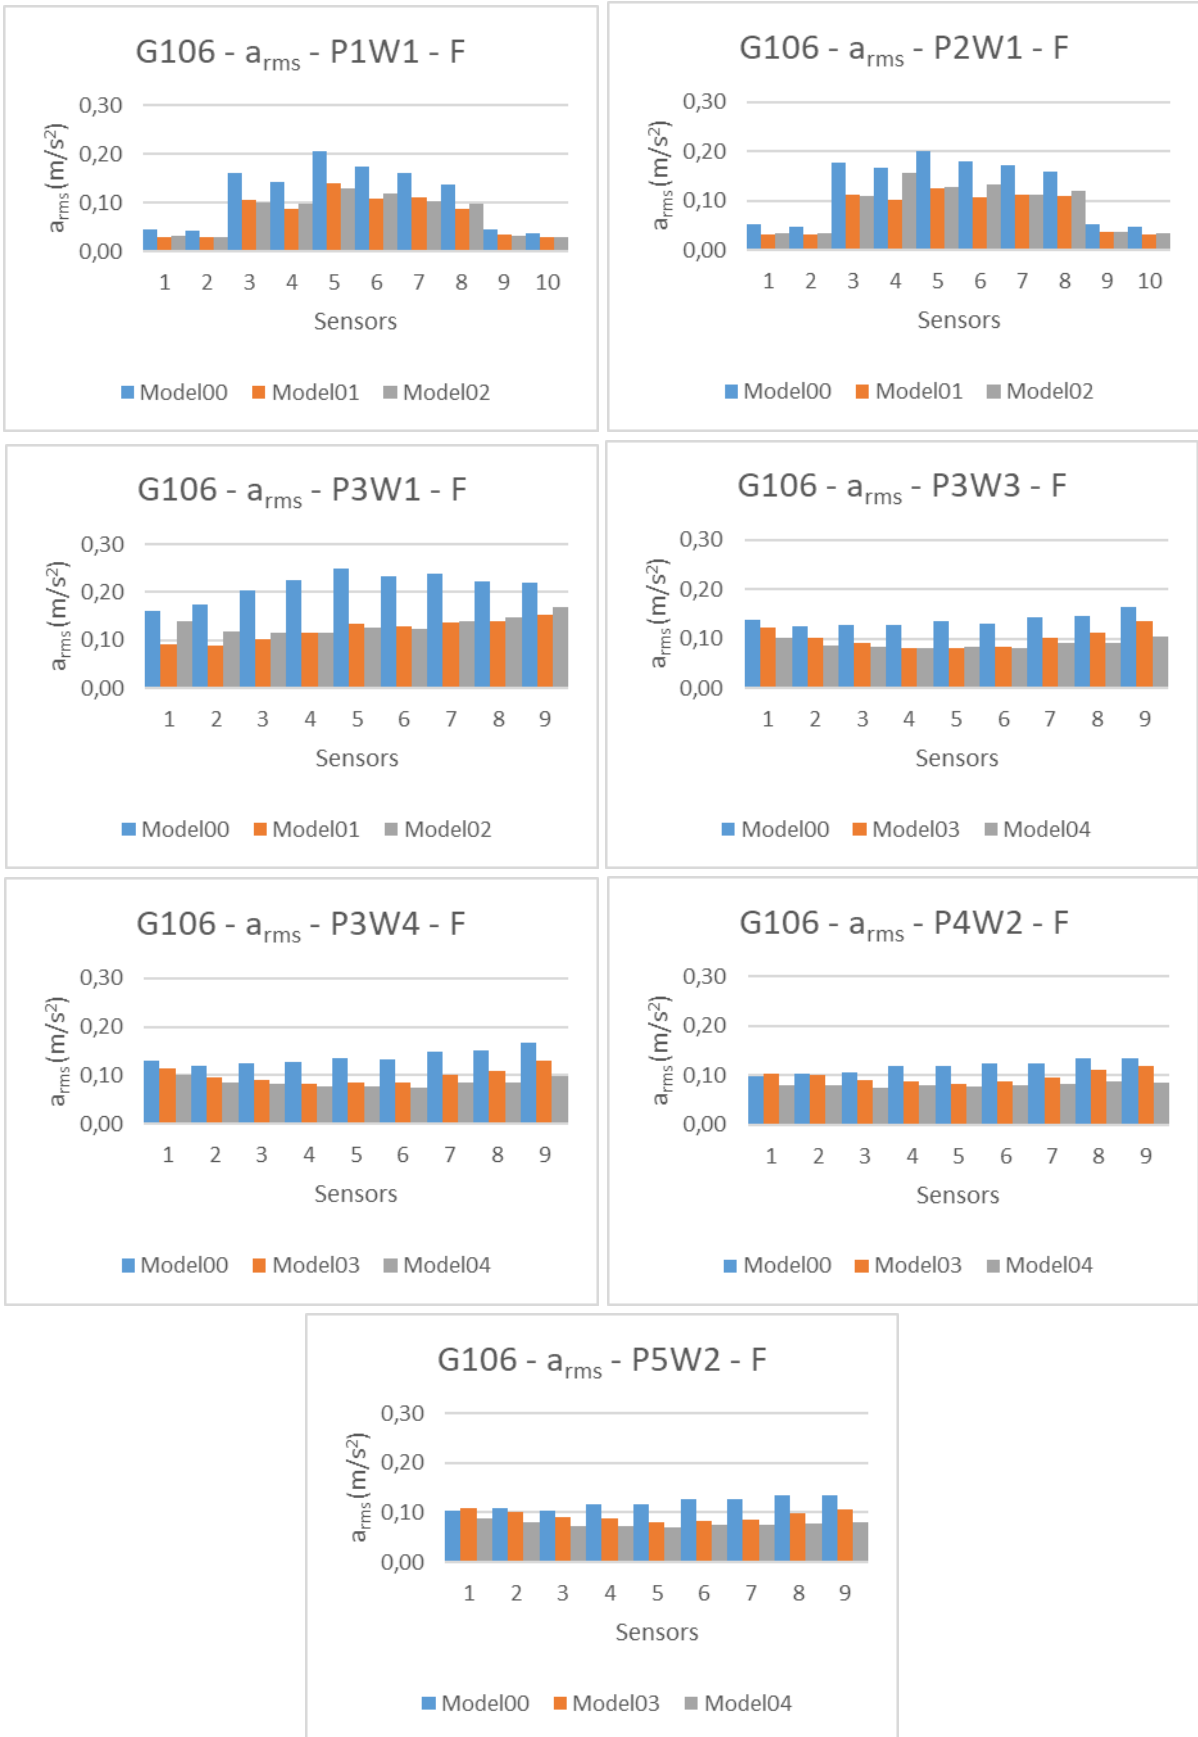 G106 - arms - P1W1 - F
0,30
0,20
0,10
0,00
arms (m/s²)
1 2 3 4 5 6 7 8 9 10
Sensors
Model00 Model01 Model02
G106 - arms - P2W1 - F
0,30
0,20
0,10
0,00
arms (m/s²)
1 2 3 4 5 6 7 8 9 10
Sensors
Model00 Model01 Model02
G106 - arms - P3W1 - F
0,30
0,20
0,10
0,00
arms (m/s²)
1 2 3 4 5 6 7 8 9
Sensors
Model00 Model01 Model02
G106 - arms - P3W3 - F
0,30
0,20
0,10
0,00
arms (m/s²)
1 2 3 4 5 6 7 8 9
Sensors
Model00 Model03 Model04
G106 - arms - P3W4 - F
0,30
0,20
0,10
0,00
arms (m/s²)
1 2 3 4 5 6 7 8 9
Sensors
Model00 Model03 Model04
G106 - arms - P4W2 - F
0,30
0,20
0,10
0,00
arms (m/s²)
1 2 3 4 5 6 7 8 9
Sensors
Model00 Model03 Model04
G106 - arms - P5W2 - F
0,30
0,20
0,10
0,00
arms (m/s²)
1 2 3 4 5 6 7 8 9
Sensors
Model00 Model03 Model04